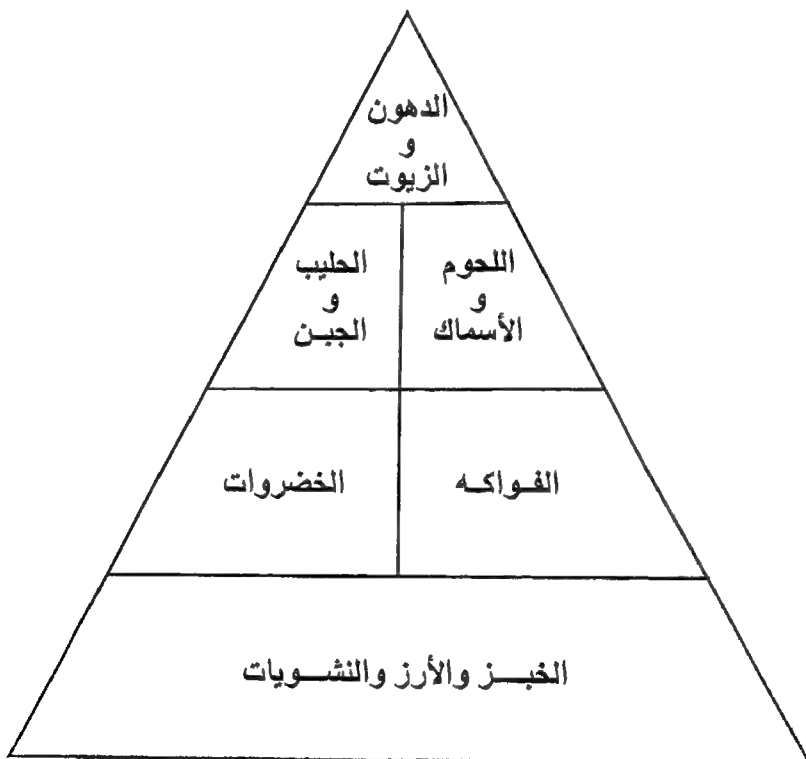 الدهون
و
الزيوت
اللحوم
و
الأسماك
الحليب
و
الجبن
الفواكه
الخضروات
الخبز والأرز والنشويات